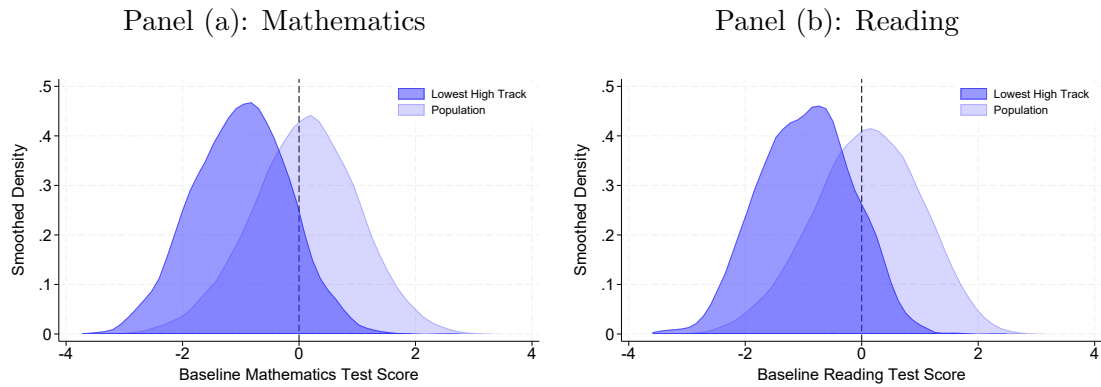 Panel (a): Mathematics
.5
.4
.3
.2
.1
0
Smoothed Density
-4 -2 0 2 4
Baseline Mathematics Test Score
Lowest High Track
Population
Panel (b): Reading
.5
.4
.3
.2
.1
0
Smoothed Density
-4 -2 0 2 4
Baseline Reading Test Score
Lowest High Track
Population